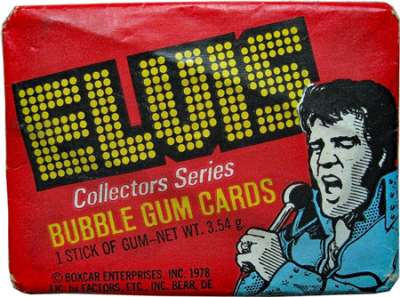 ELVIS
Collectors Series
BUBBLE GUM CARDS
1 STICK OF GUM–NET WT. 3.54 g.
© BOXCAR ENTERPRISES, INC. 1978
LIC. by FACTORS, ETC., INC. BEAR, DE